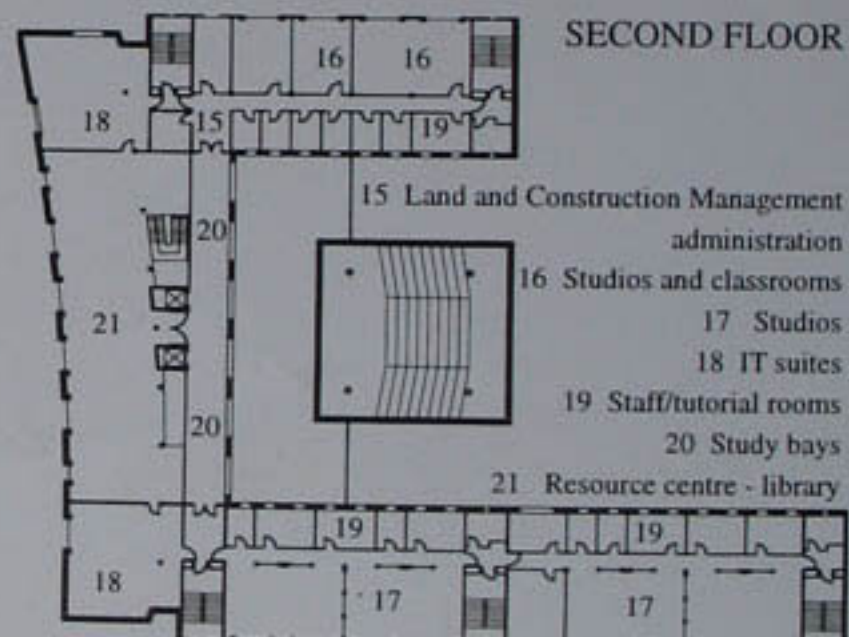 SECOND FLOOR
16 16
18 15 19
15 Land and Construction Management
administration
20
16 Studios and classrooms
21
17 Studios
18 IT suites
19 Staff/tutorial rooms
20
20 Study bays
21 Resource centre - library
19 19
18 17 17